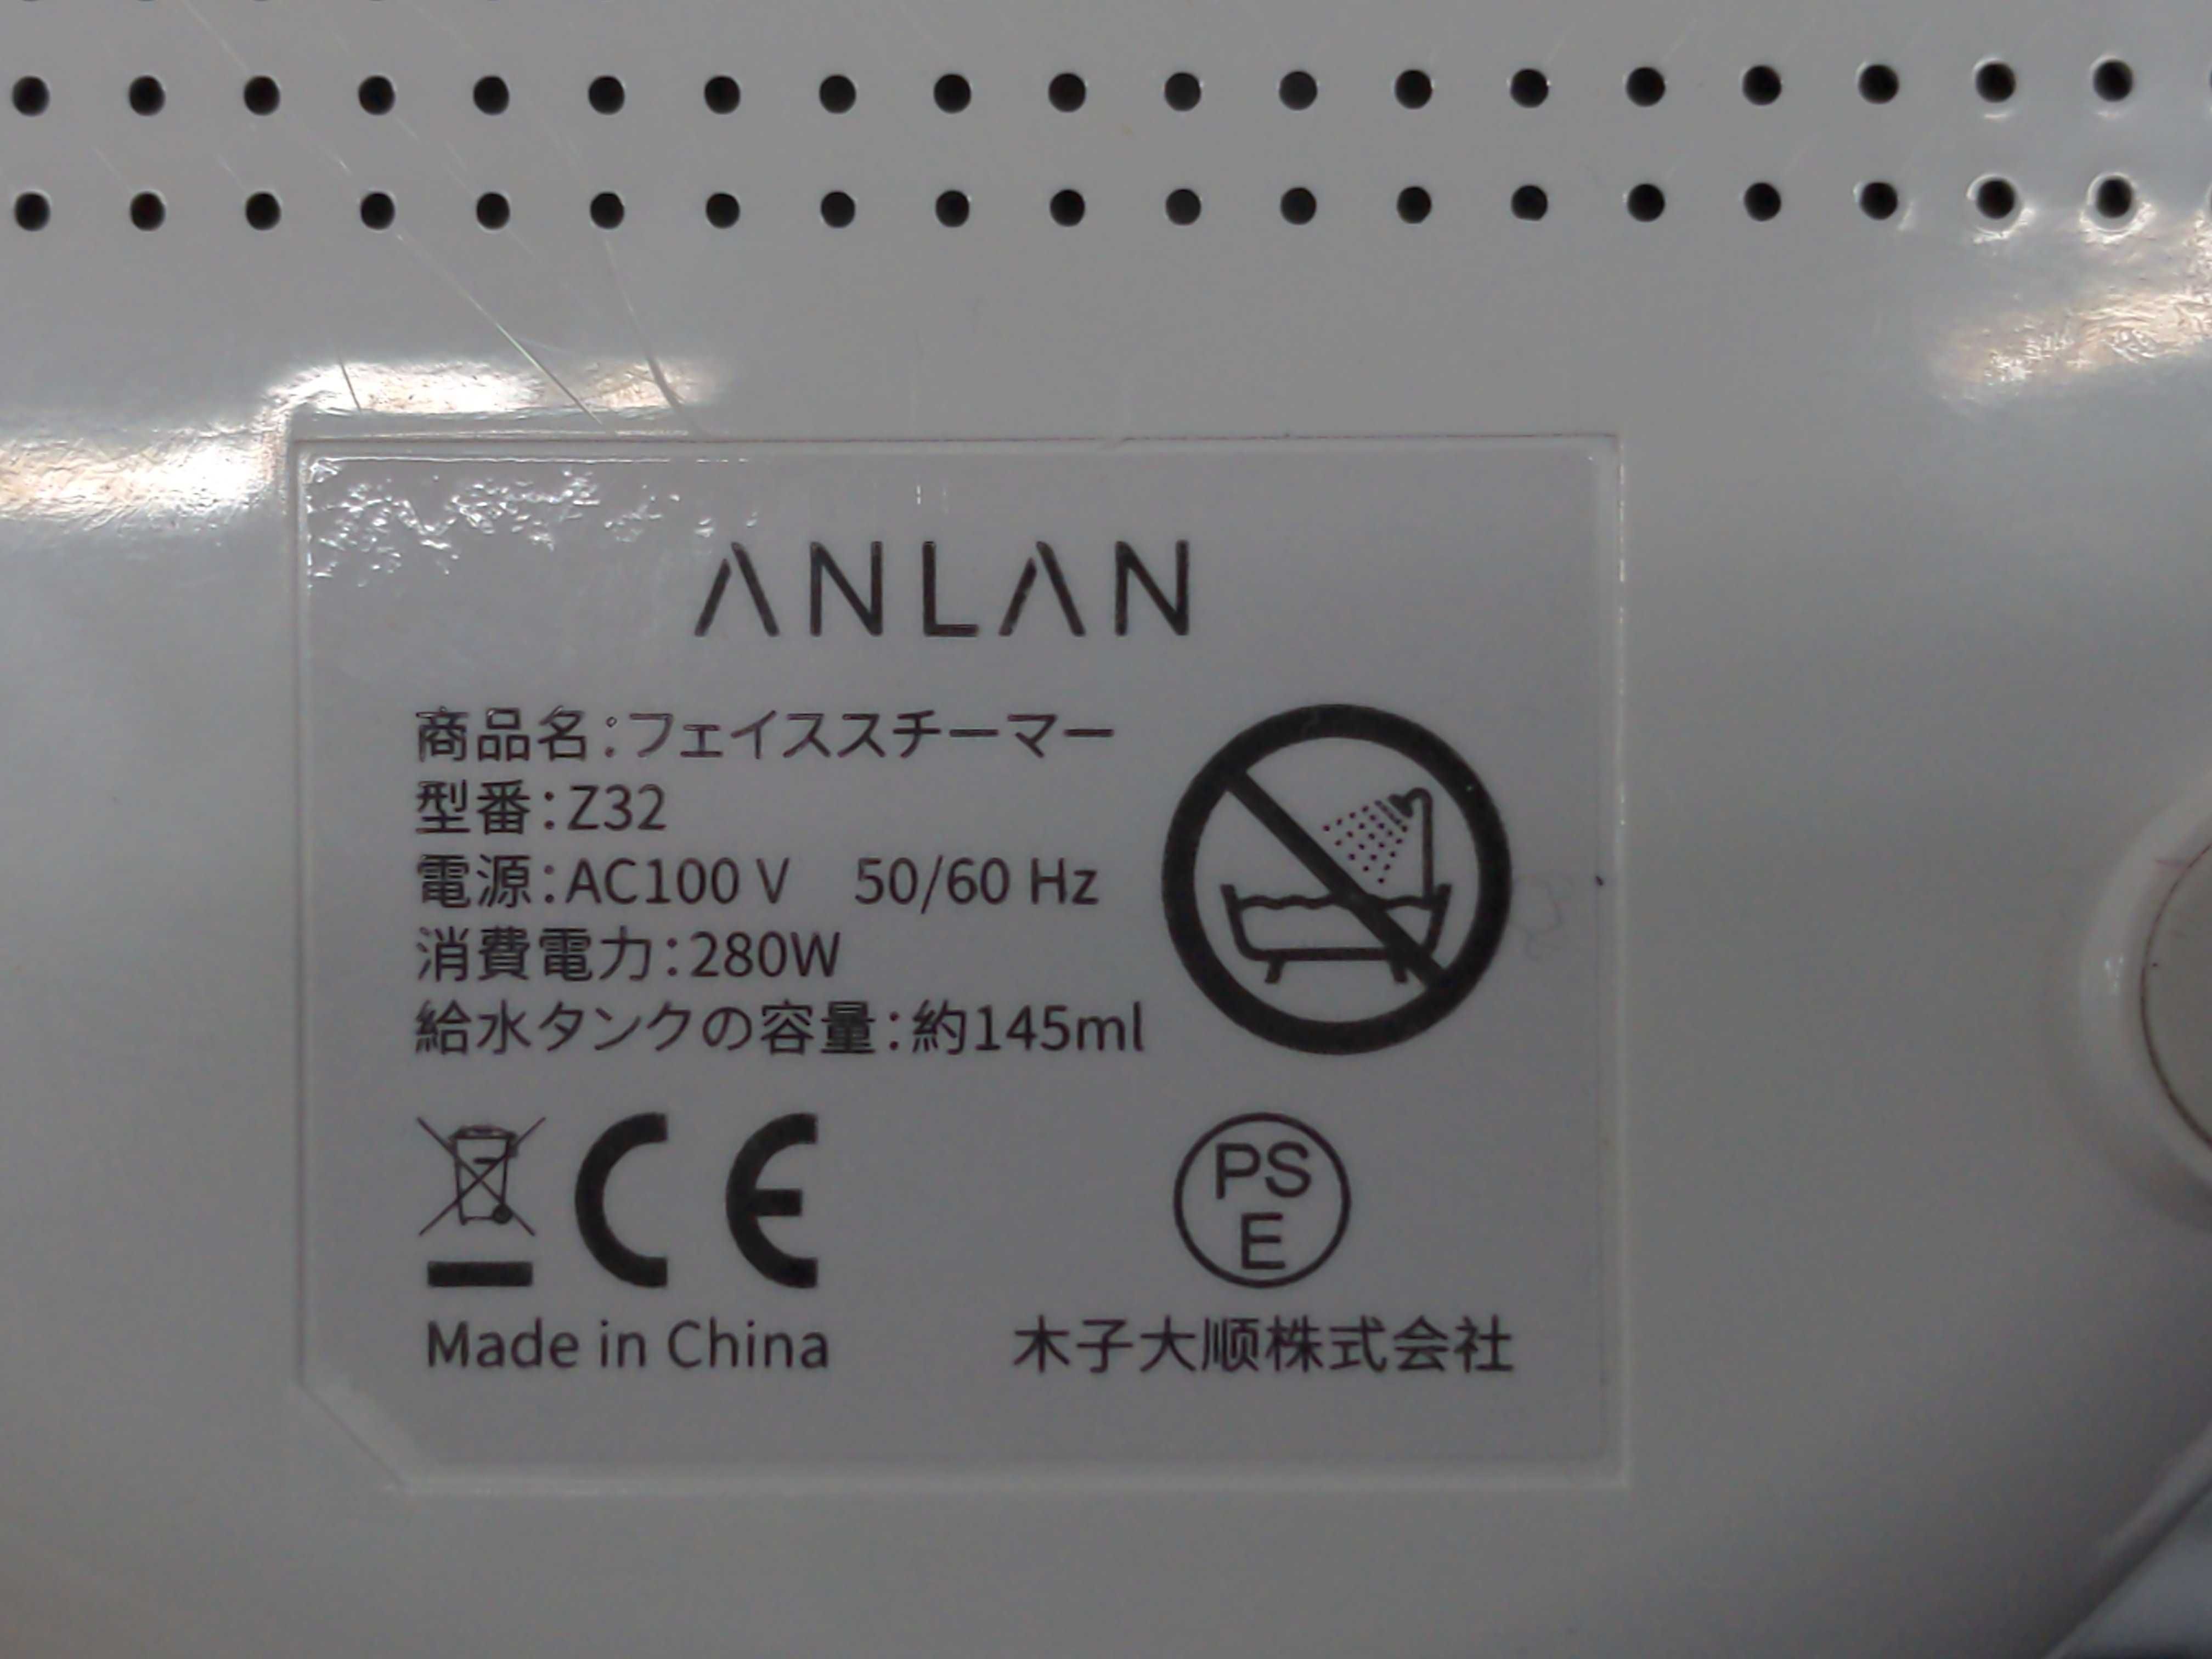 ANLAN
商品名:フェイススチーマー
型番:Z32
電源:AC100 V　50/60 Hz
消費電力:280W
給水タンクの容量:約145ml
CE
PS
E
Made in China
木子大顺株式会社